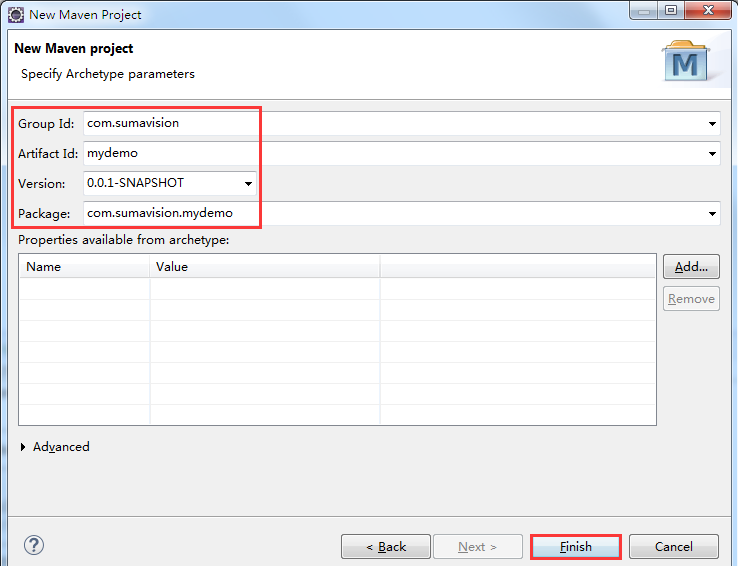 New Maven Project
New Maven project
Specify Archetype parameters
M
Group Id: com.sumavision
Artifact Id: mydemo
Version: 0.0.1-SNAPSHOT
Package: com.sumavision.mydemo
Properties available from archetype:
Name Value
Add...
Remove
Advanced
? < Back Next > Finish Cancel